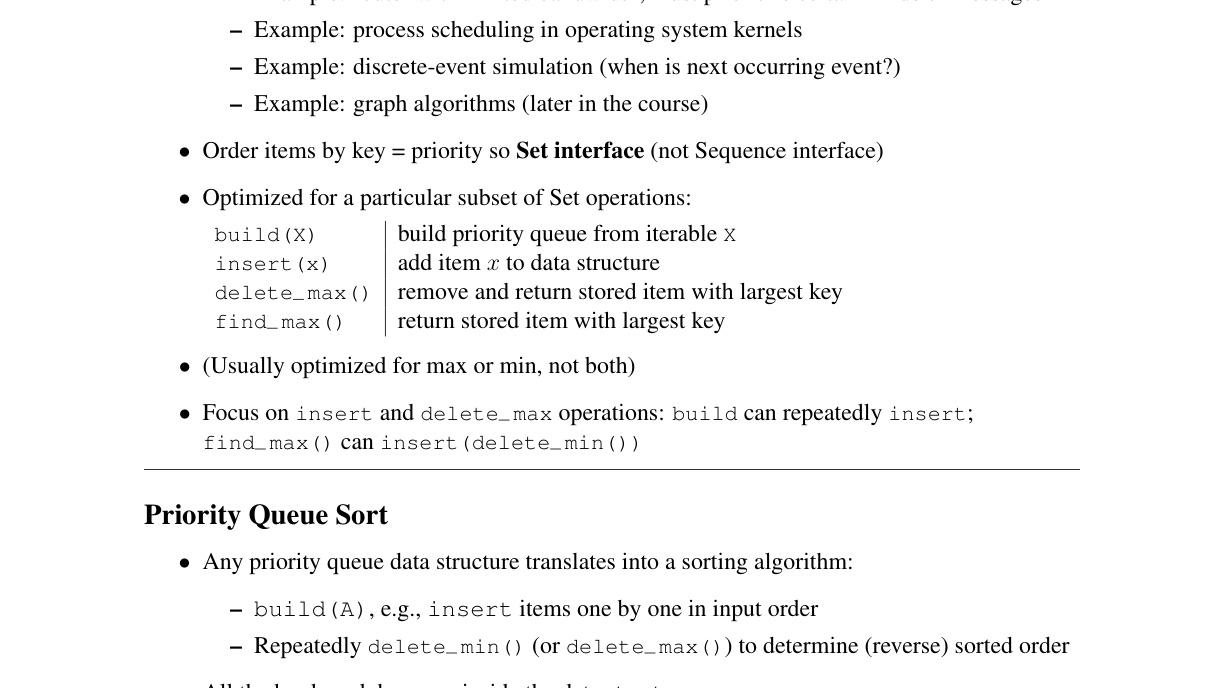 – Example: process scheduling in operating system kernels
– Example: discrete-event simulation (when is next occurring event?)
– Example: graph algorithms (later in the course)
• Order items by key = priority so Set interface (not Sequence interface)
• Optimized for a particular subset of Set operations:
build(X) build priority queue from iterable X
insert(x) add item x to data structure
delete_max() remove and return stored item with largest key
find_max() return stored item with largest key
• (Usually optimized for max or min, not both)
• Focus on insert and delete_max operations: build can repeatedly insert;
find_max() can insert(delete_min())
Priority Queue Sort
• Any priority queue data structure translates into a sorting algorithm:
– build(A), e.g., insert items one by one in input order
– Repeatedly delete_min() (or delete_max()) to determine (reverse) sorted order